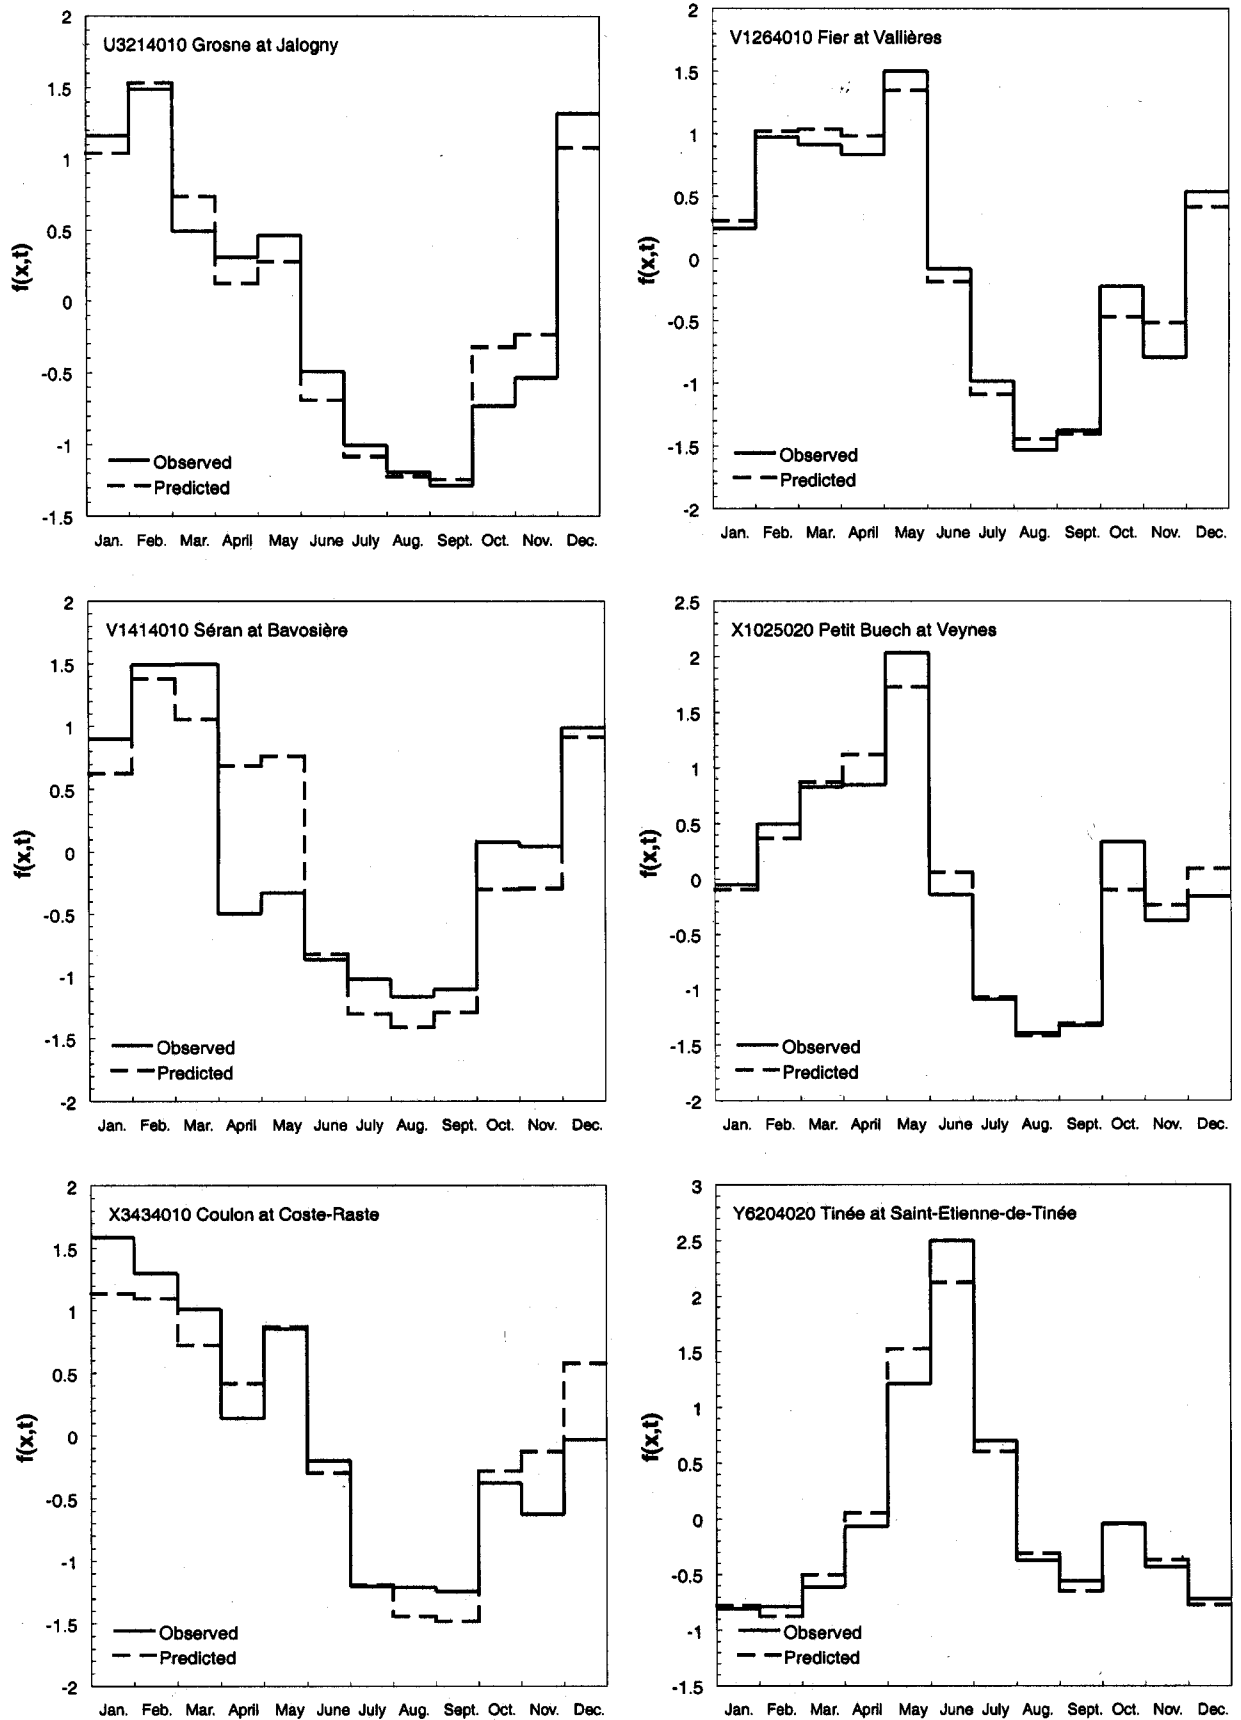 U3214010 Grosne at Jalogny
f(x,t)
2
1.5
1
0.5
0
-0.5
-1
-1.5
Observed
Predicted
Jan. Feb. Mar. April May June July Aug. Sept. Oct. Nov. Dec.
V1264010 Fier at Vallières
f(x,t)
2
1.5
1
0.5
0
-0.5
-1
-1.5
-2
Observed
Predicted
Jan. Feb. Mar. April May June July Aug. Sept. Oct. Nov. Dec.
V1414010 Séran at Bavosière
f(x,t)
2
1.5
1
0.5
0
-0.5
-1
-1.5
-2
Observed
Predicted
Jan. Feb. Mar. April May June July Aug. Sept. Oct. Nov. Dec.
X1025020 Petit Buech at Veynes
f(x,t)
2.5
2
1.5
1
0.5
0
-0.5
-1
-1.5
-2
Observed
Predicted
Jan. Feb. Mar. April May June July Aug. Sept. Oct. Nov. Dec.
X3434010 Coulon at Coste-Raste
f(x,t)
2
1.5
1
0.5
0
-0.5
-1
-1.5
-2
Observed
Predicted
Jan. Feb. Mar. April May June July Aug. Sept. Oct. Nov. Dec.
Y6204020 Tinée at Saint-Etienne-de-Tinée
f(x,t)
3
2.5
2
1.5
1
0.5
0
-0.5
-1
-1.5
Observed
Predicted
Jan. Feb. Mar. April May June July Aug. Sept. Oct. Nov. Dec.